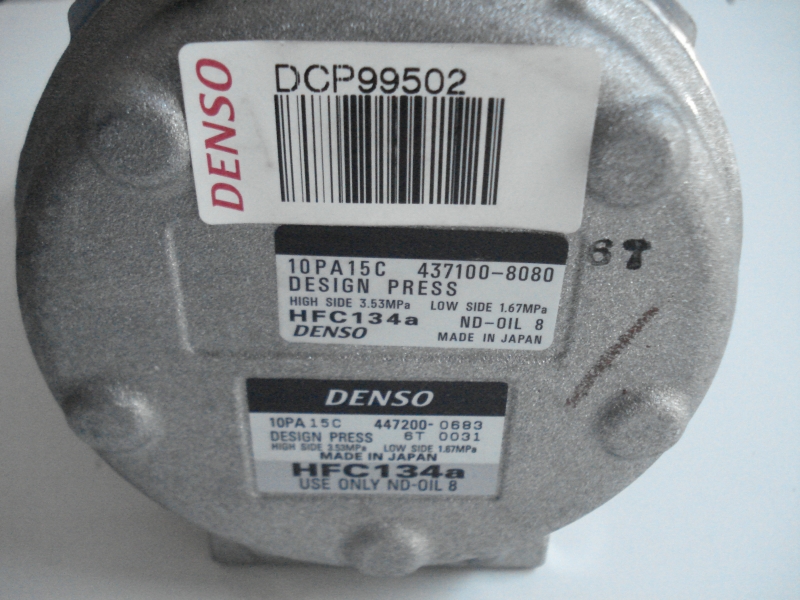 DENSO
DCP99502
10PA15C 437100-8080
DESIGN PRESS
HIGH SIDE 3.53MPa LOW SIDE 1.67MPa
HFC134a ND-OIL 8
DENSO MADE IN JAPAN
6T
DENSO
10PA15C 447200-0683
DESIGN PRESS 6T 0031
HIGH SIDE 3.53MPa LOW SIDE 1.67MPa
MADE IN JAPAN
HFC134a
USE ONLY ND-OIL 8